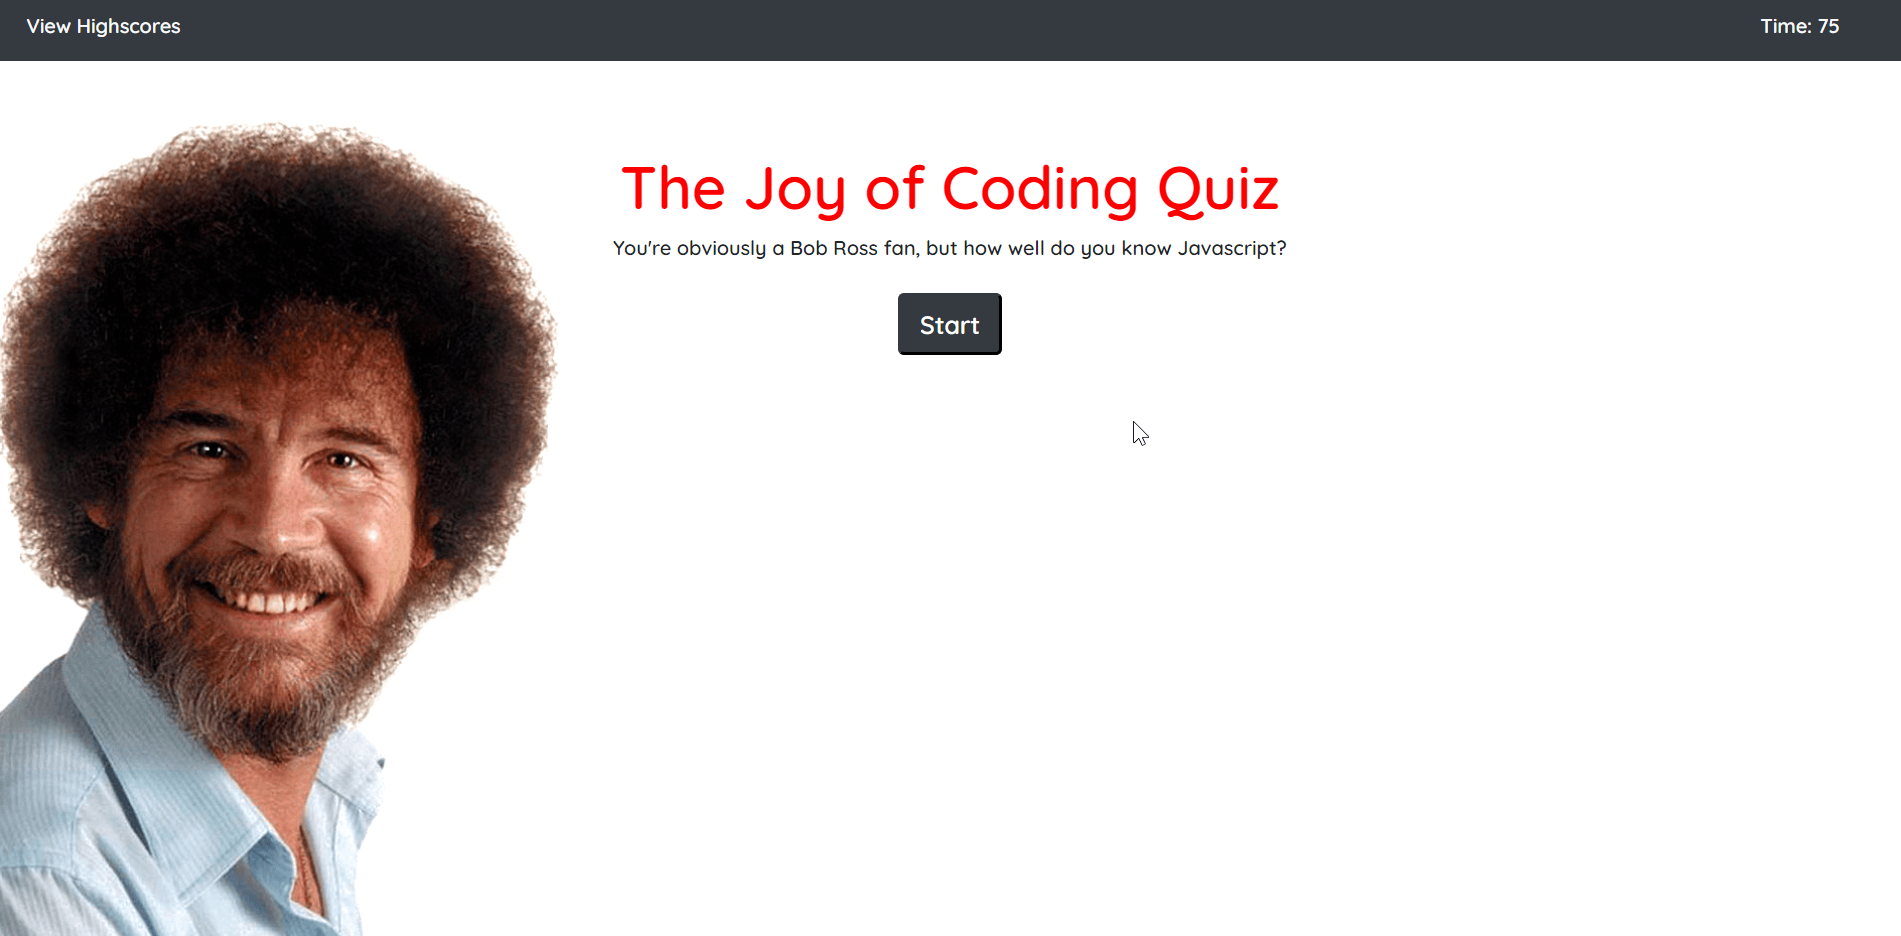 View Highscores
Time: 75
The Joy of Coding Quiz
You're obviously a Bob Ross fan, but how well do you know Javascript?
Start